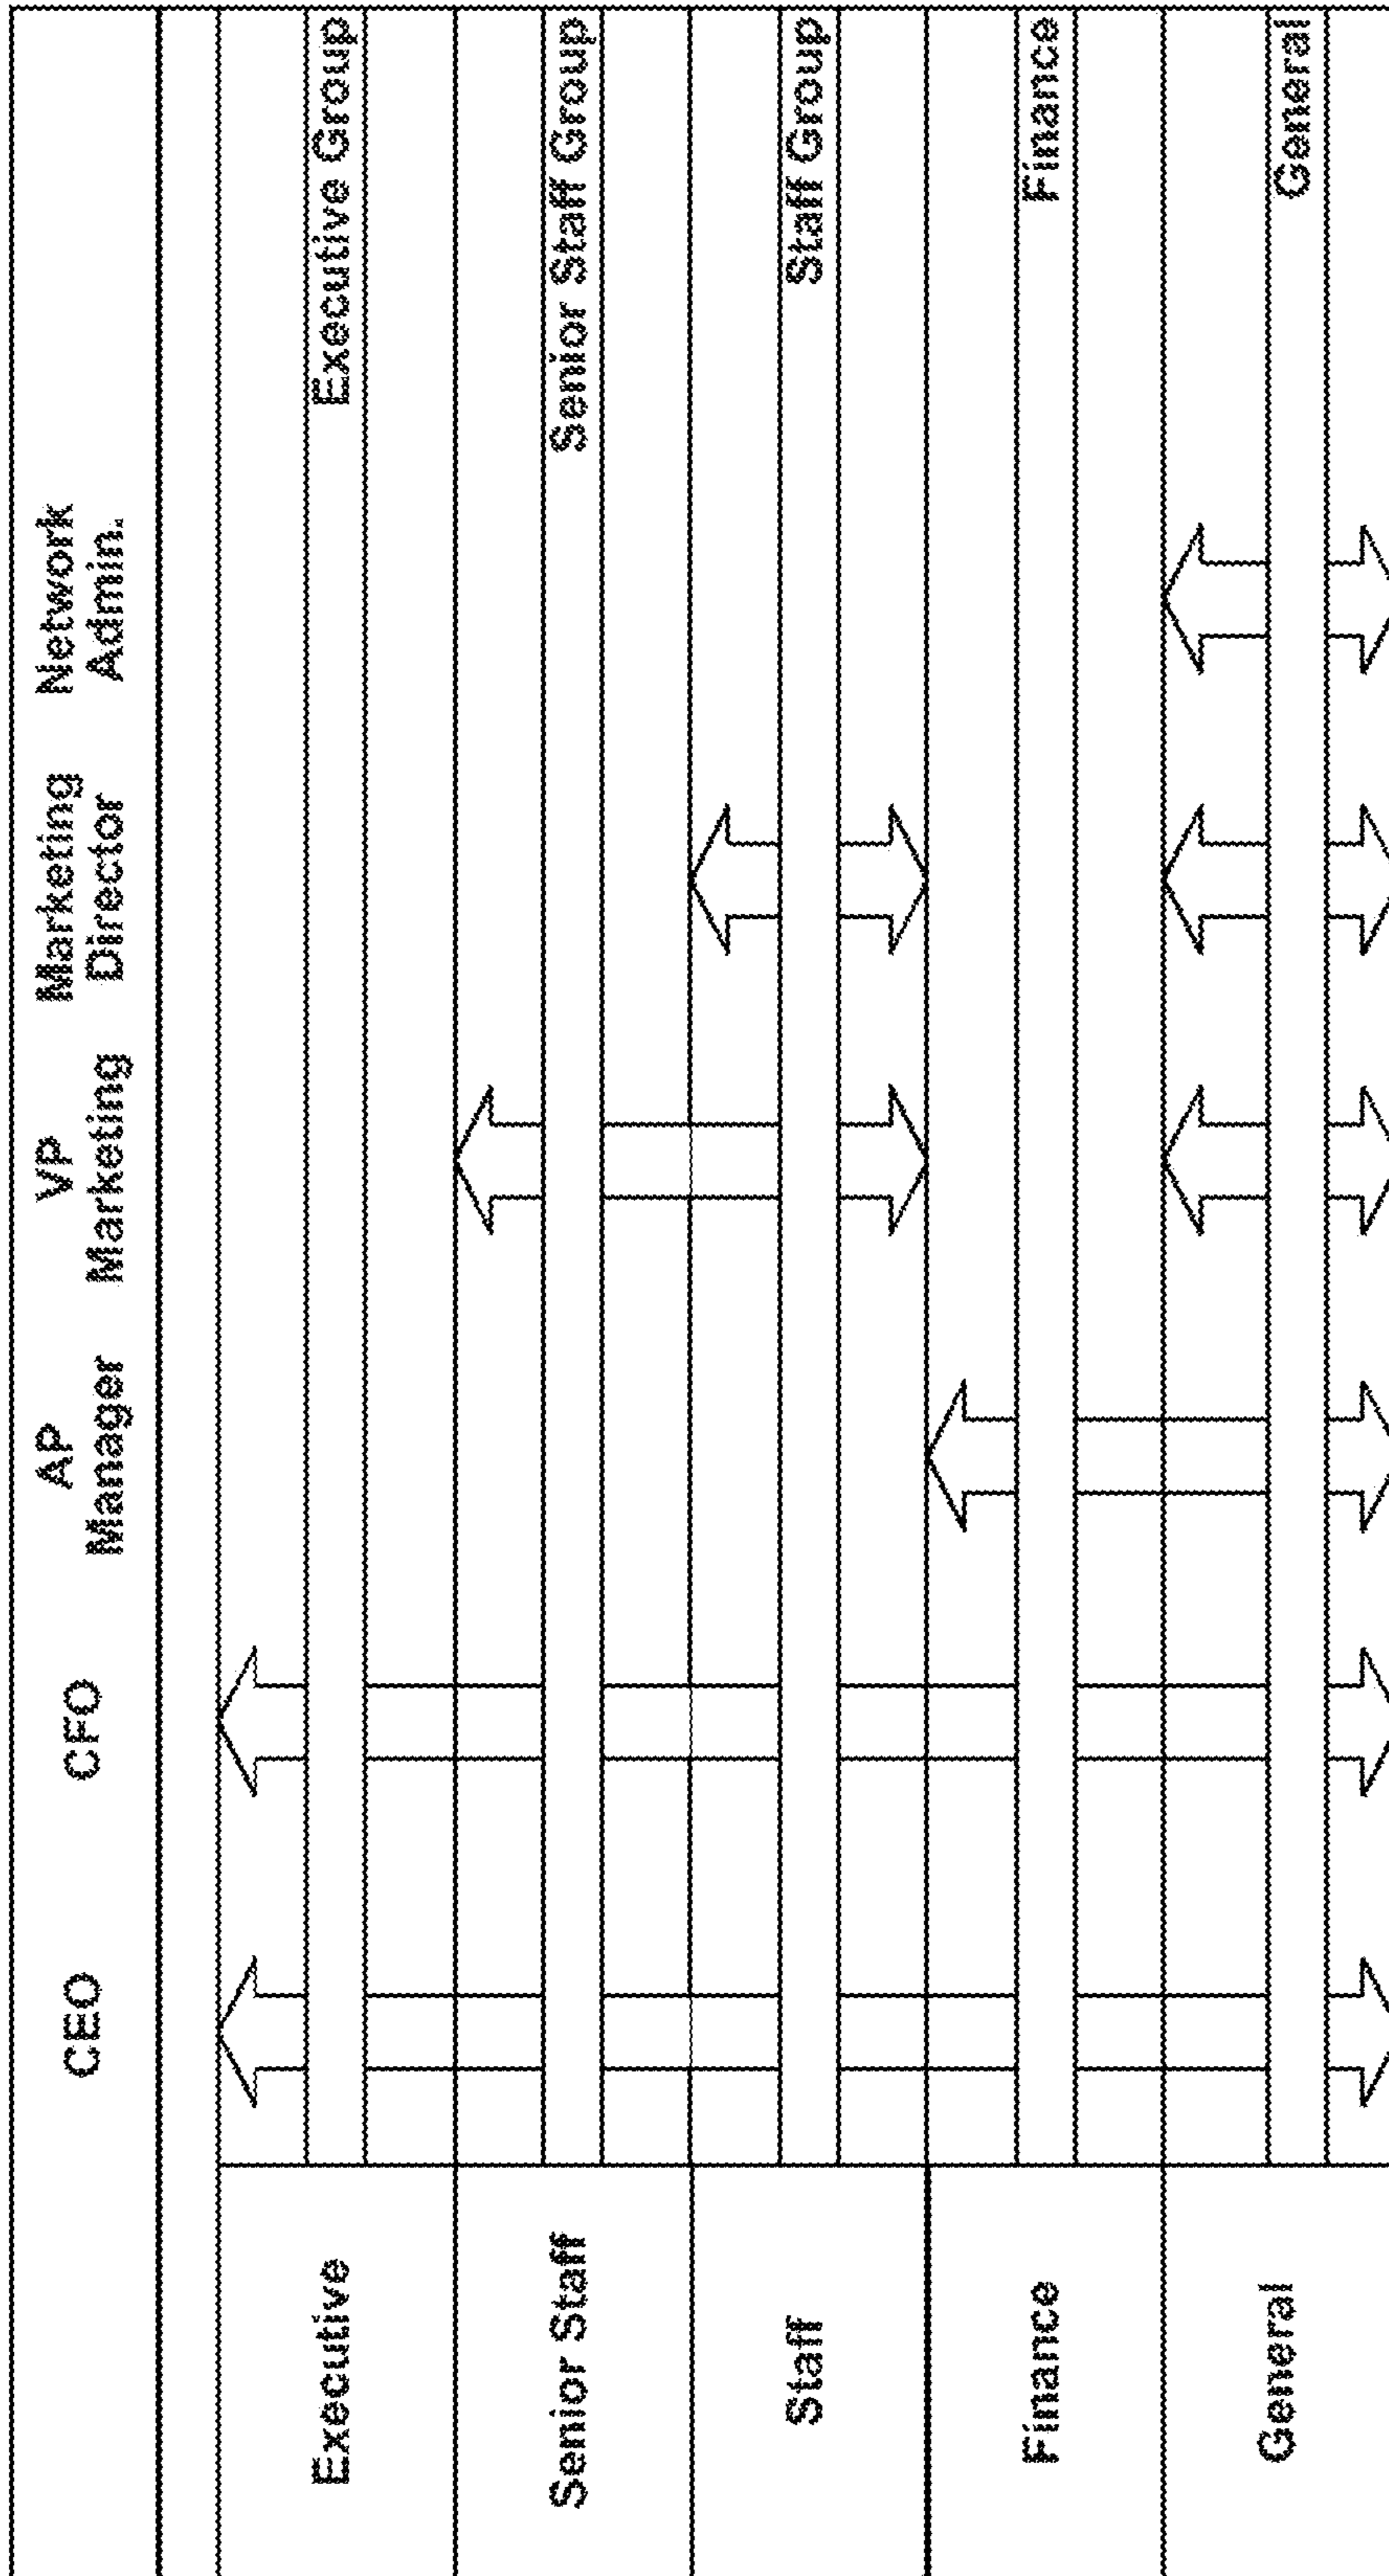 CEO
CFO
AP
Manager
VP
Marketing
Marketing
Director
Network
Admin.
Executive
Executive Group
Senior Staff
Senior Staff Group
Staff
Staff Group
Finance
Finance
General
General